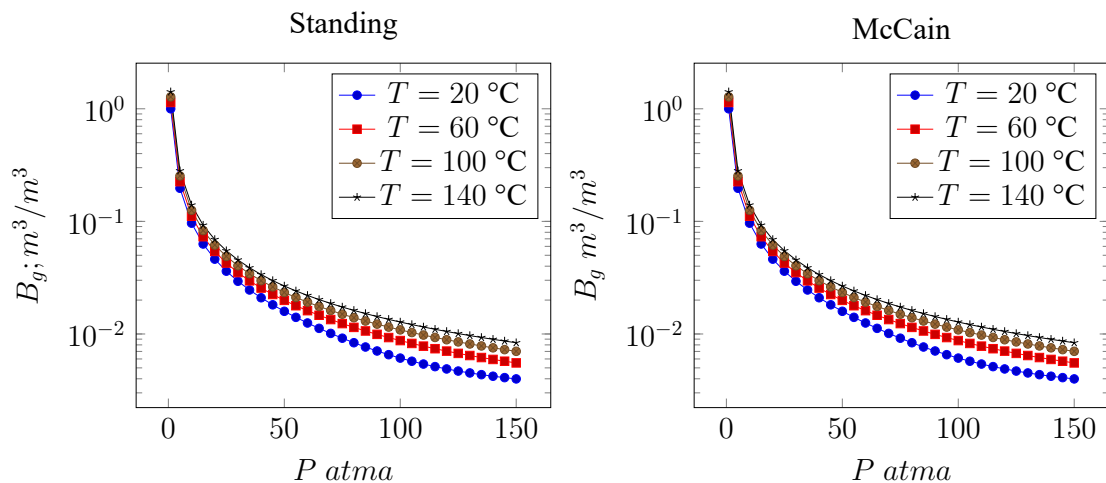 Standing
B_g; m^3/m^3
10^0
10^{-1}
10^{-2}
T = 20 °C
T = 60 °C
T = 100 °C
T = 140 °C
0 50 100 150
P atma
McCain
B_g m^3/m^3
10^0
10^{-1}
10^{-2}
T = 20 °C
T = 60 °C
T = 100 °C
T = 140 °C
0 50 100 150
P atma